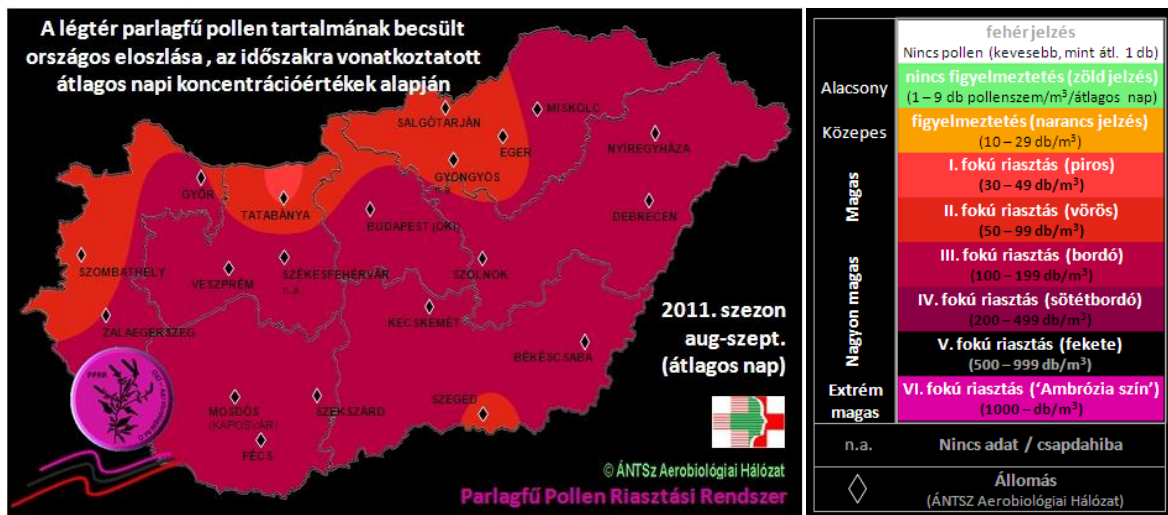 A légtér parlagfű pollen tartalmának becsült
országos eloszlása , az időszakra vonatkoztatott
átlagos napi koncentrációértékek alapján
SALGÓTARJÁN
MISKOLC
EGER
NYÍREGYHÁZA
GYÖNGYÖS
n.a.
GYŐR
TATABÁNYA
DEBRECEN
BUDAPEST (OKI)
SZOMBATHELY
VESZPRÉM
SZÉKESFEHÉRVÁR
n.a.
SZOLNOK
ZALAEGERSZEG
KECSKEMÉT
BÉKÉSCSABA
2011. szezon
aug-szept.
(átlagos nap)
PPRR
MOSDÓS
(KAPOSVÁR)
SZEKSZÁRD
SZEGED
PÉCS
© ÁNTSz Aerobiológiai Hálózat
Parlagfű Pollen Riasztási Rendszer
fehér jelzés
Nincs pollen (kevesebb, mint átl. 1 db)
Alacsony
nincs figyelmeztetés (zöld jelzés)
(1 – 9 db pollenszem/m³/átlagos nap)
Közepes
figyelmeztetés (narancs jelzés)
(10 – 29 db/m³)
Magas
I. fokú riasztás (piros)
(30 – 49 db/m³)
II. fokú riasztás (vörös)
(50 – 99 db/m³)
Nagyon magas
III. fokú riasztás (bordó)
(100 – 199 db/m³)
IV. fokú riasztás (sötétbordó)
(200 – 499 db/m³)
V. fokú riasztás (fekete)
(500 – 999 db/m³)
Extrém
magas
VI. fokú riasztás (‘Ambrózia szín’)
(1000 – db/m³)
n.a.
Nincs adat / csapdahiba
Állomás
(ÁNTSZ Aerobiológiai Hálózat)